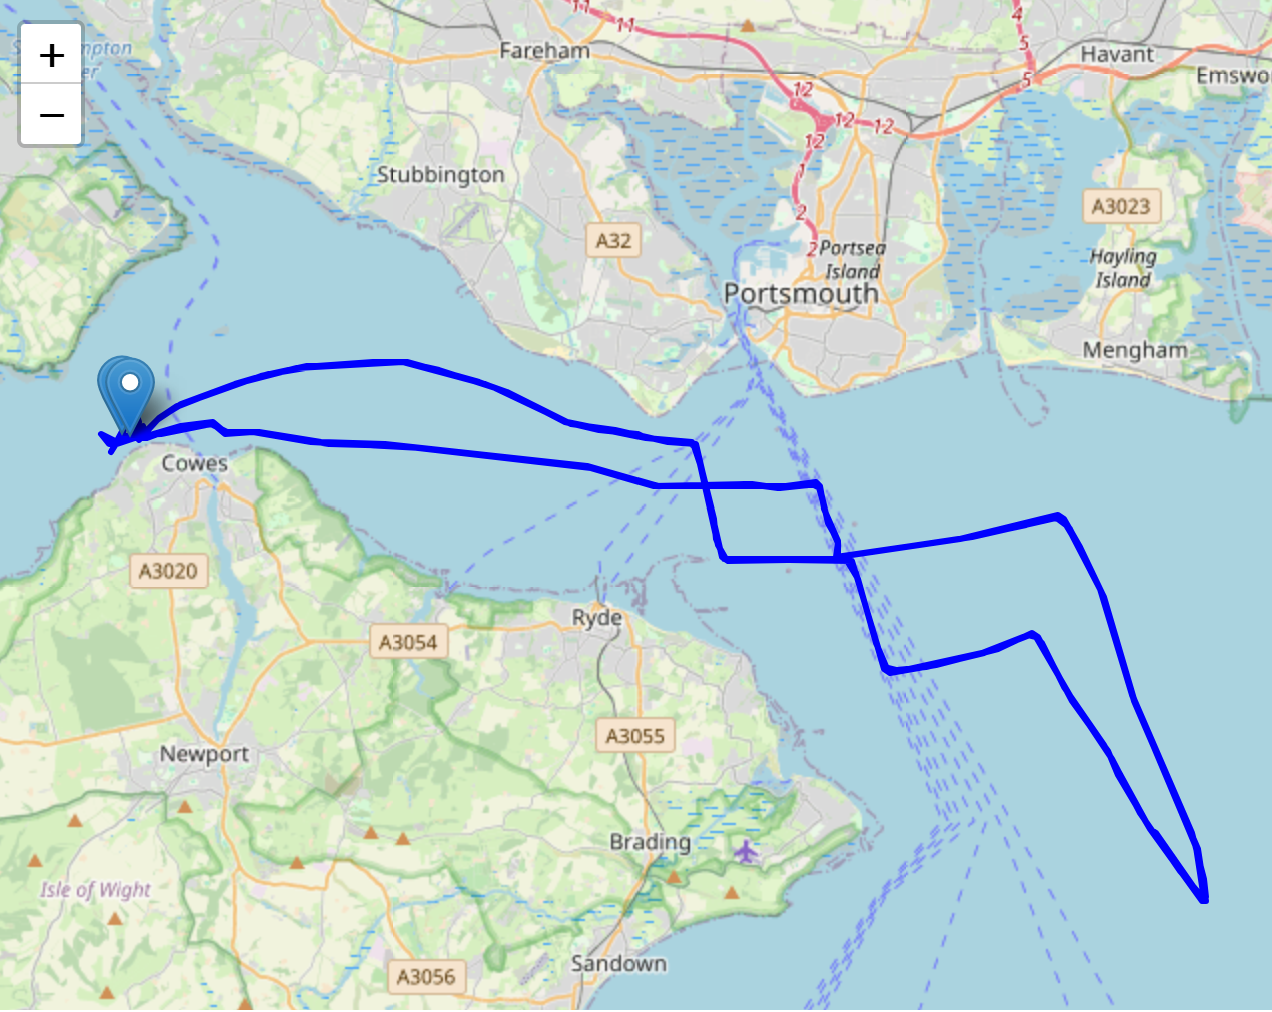 +
−
11
11
4
5
5
Fareham
Havant
Emswo
12
12
12
12
1
2
2
Stubbington
A32
A3023
Portsea
Island
Hayling
Island
Portsmouth
Mengham
Cowes
A3020
Ryde
A3054
A3055
Newport
Brading
Isle of Wight
Sandown
A3056